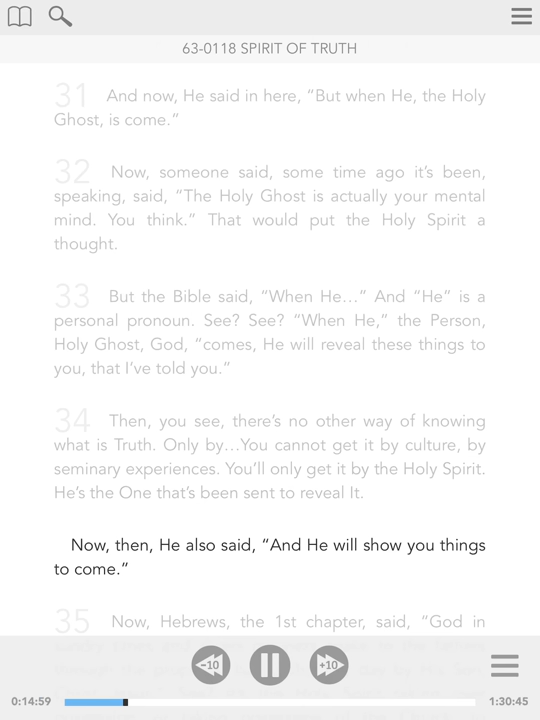 63-0118 SPIRIT OF TRUTH
31 And now, He said in here, “But when He, the Holy
Ghost, is come.”
32 Now, someone said, some time ago it’s been,
speaking, said, “The Holy Ghost is actually your mental
mind. You think.” That would put the Holy Spirit a
thought.
33 But the Bible said, “When He…” And “He” is a
personal pronoun. See? See? “When He,” the Person,
Holy Ghost, God, “comes, He will reveal these things to
you, that I’ve told you.”
34 Then, you see, there’s no other way of knowing
what is Truth. Only by…You cannot get it by culture, by
seminary experiences. You’ll only get it by the Holy Spirit.
He’s the One that’s been sent to reveal It.
Now, then, He also said, “And He will show you things
to come.”
35 Now, Hebrews, the 1st chapter, said, “God in
-10 +10
0:14:59 1:30:45